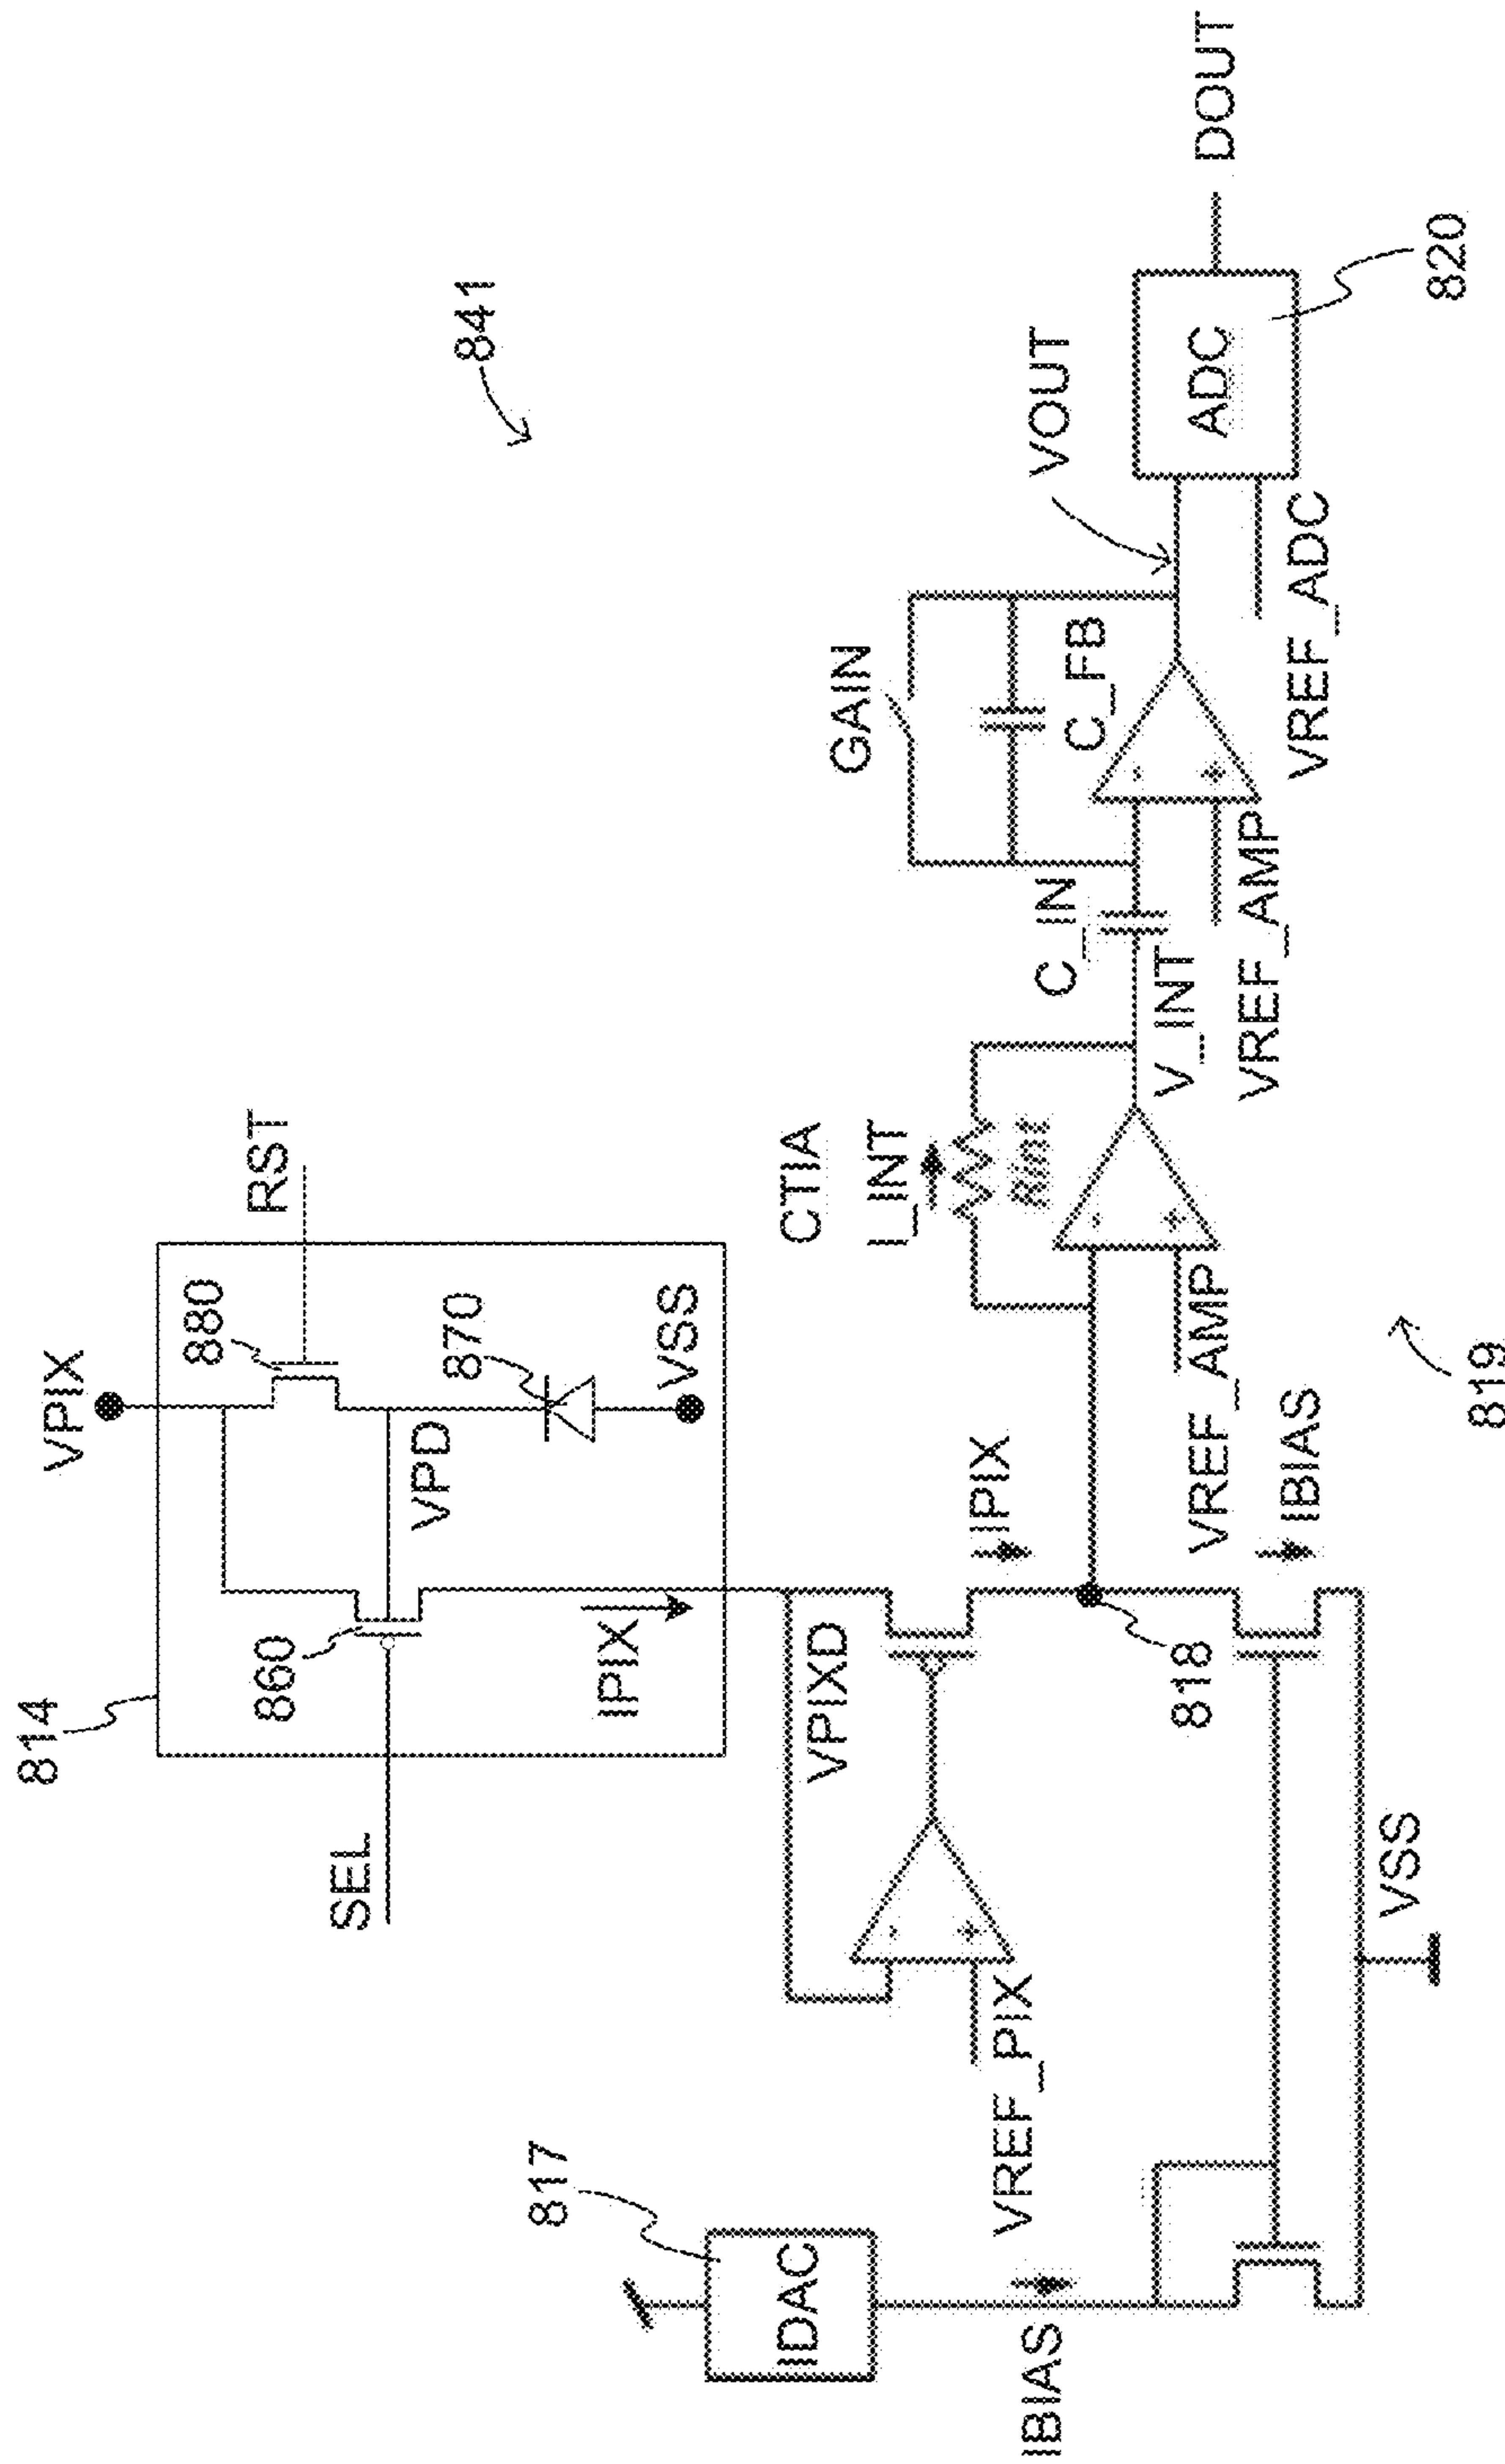 814
VPIX
880
RST
SEL
860
VPD
870
VSS
IPIX
841
817
IDAC
IBIAS
VREF_PIX
-
+
VPIXD
IPIX
818
IBIAS
VSS
819
CTIA
I_INT
Rint
-
+
VREF_AMP
V_INT
C_IN
GAIN
C_FB
-
+
VREF_AMP
VOUT
ADC
VREF_ADC
820
DOUT